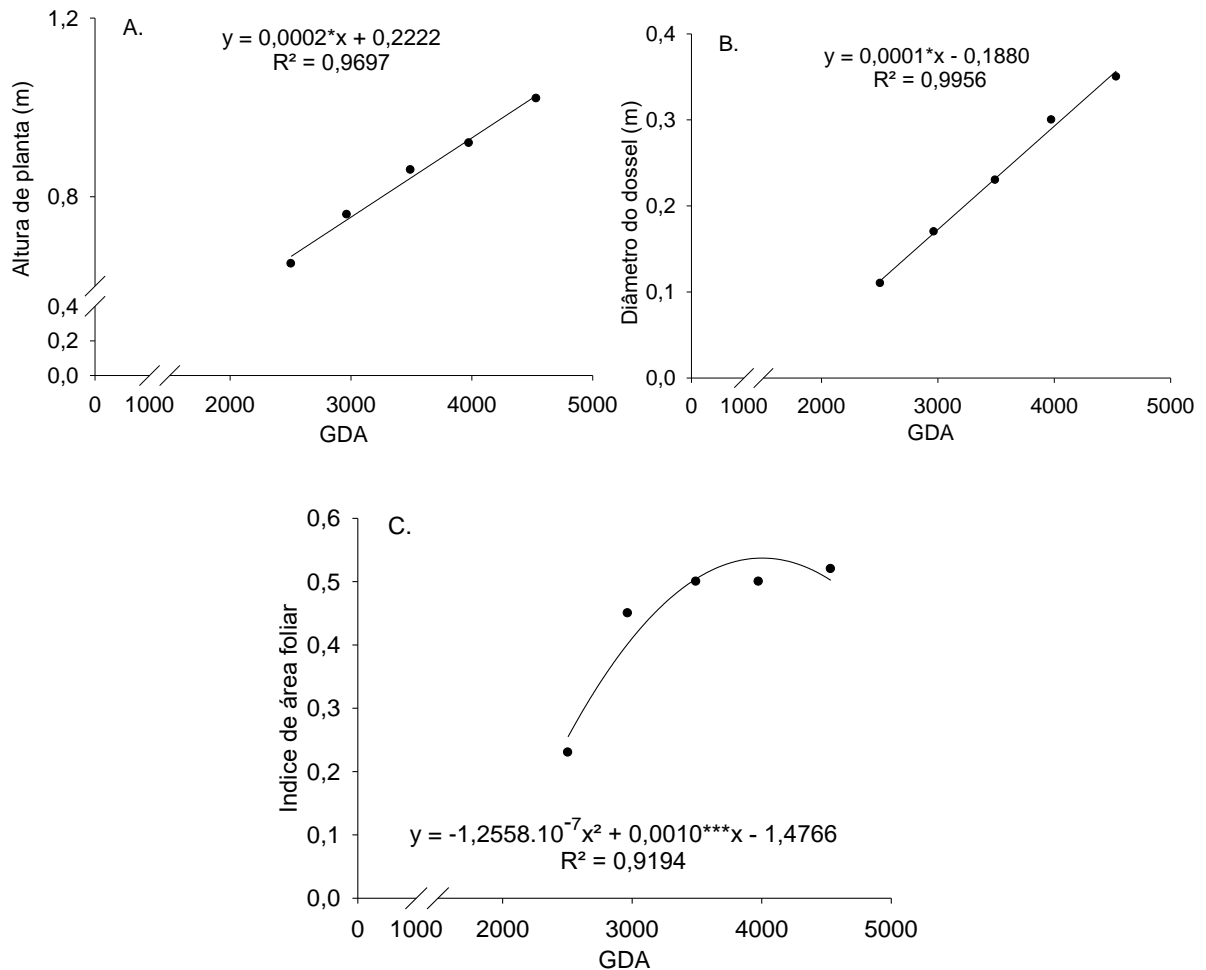 A.
y = 0,0002*x + 0,2222
R² = 0,9697
Altura de planta (m)
1,2
0,8
0,4
0,2
0,0
0 1000 2000 3000 4000 5000
GDA
B.
y = 0,0001*x - 0,1880
R² = 0,9956
Diâmetro do dossel (m)
0,4
0,3
0,2
0,1
0,0
0 1000 2000 3000 4000 5000
GDA
C.
Indice de área foliar
0,6
0,5
0,4
0,3
0,2
0,1
0,0
y = -1,2558.10⁻⁷x² + 0,0010***x - 1,4766
R² = 0,9194
0 1000 2000 3000 4000 5000
GDA